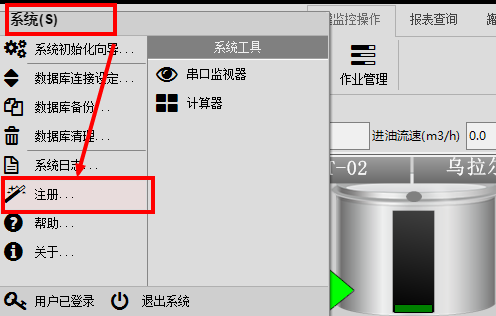 系统(S)
监控操作
报表查询
系统初始化向导...
系统工具
数据库连接设定...
串口监视器
作业管理
数据库备份...
计算器
数据库清理...
进油流速(m3/h)
0.0
系统日志...
T-02
乌拉
注册...
帮助...
关于...
用户已登录
退出系统